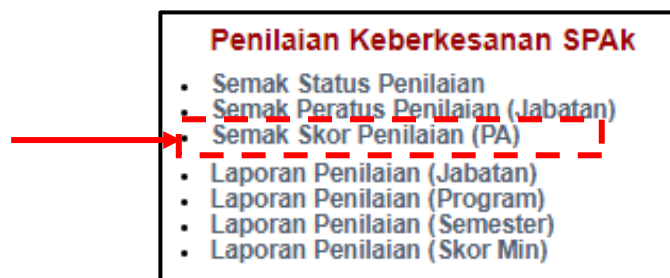 Penilaian Keberkesanan SPAk
Semak Status Penilaian
Semak Peratus Penilaian (Jabatan)
Semak Skor Penilaian (PA)
Laporan Penilaian (Jabatan)
Laporan Penilaian (Program)
Laporan Penilaian (Semester)
Laporan Penilaian (Skor Min)